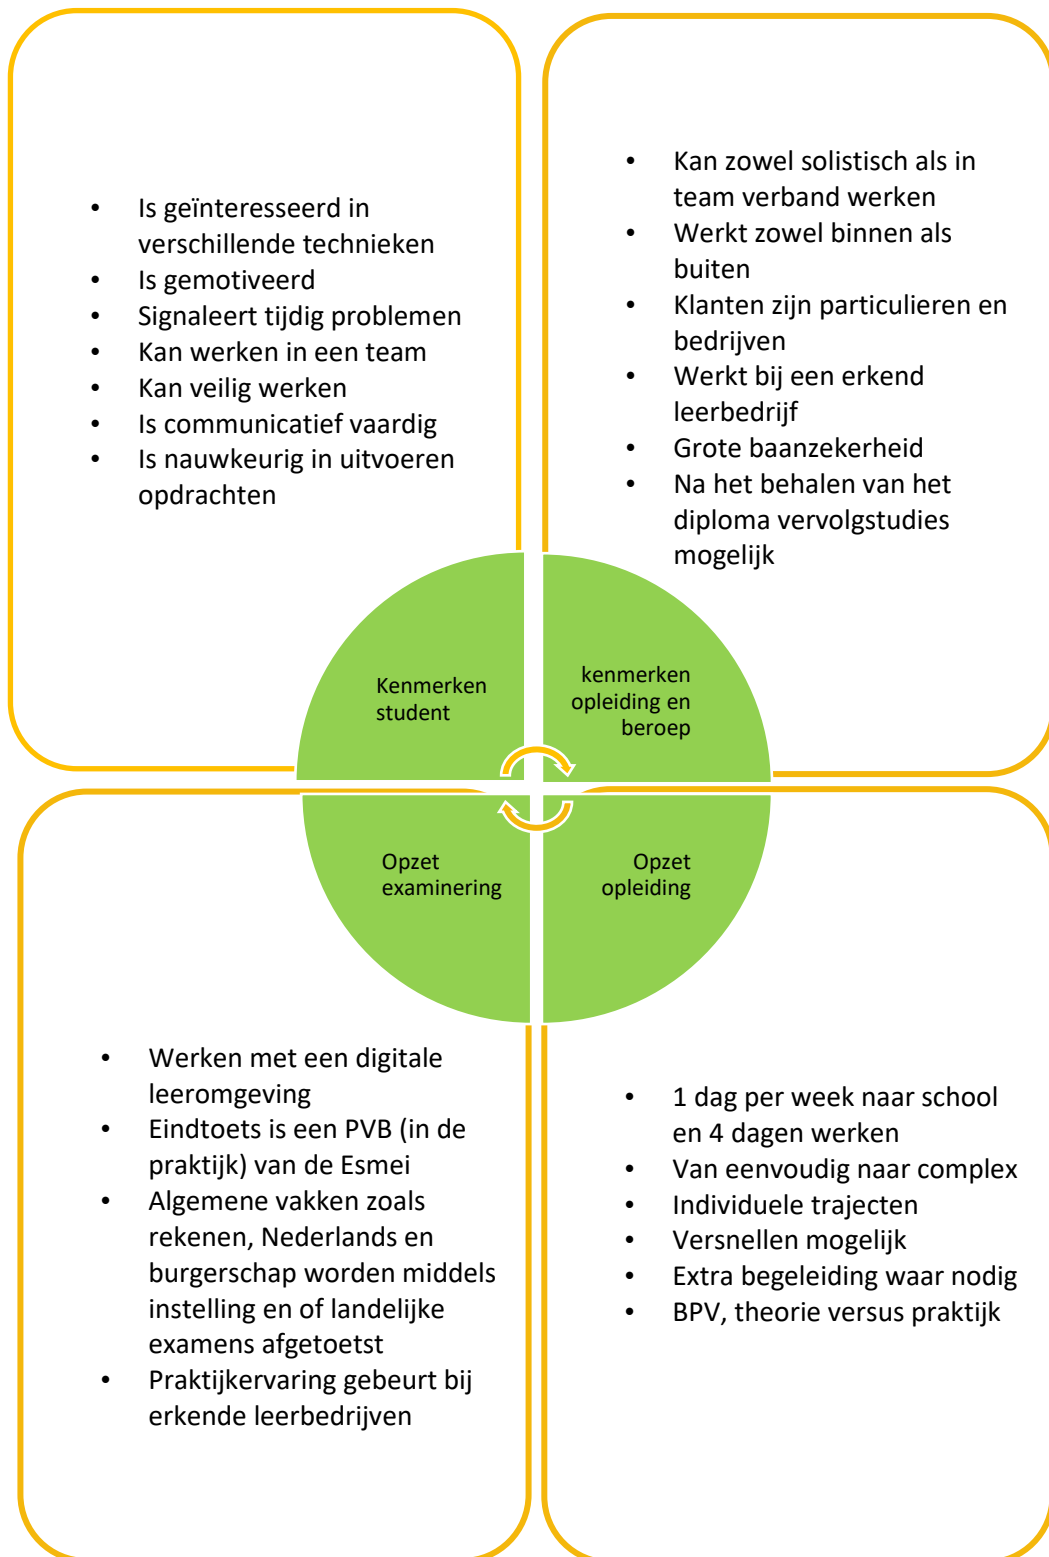 • Is geïnteresseerd in
verschillende technieken
• Is gemotiveerd
• Signaleert tijdig problemen
• Kan werken in een team
• Kan veilig werken
• Is communicatief vaardig
• Is nauwkeurig in uitvoeren
opdrachten
• Kan zowel solistisch als in
team verband werken
• Werkt zowel binnen als
buiten
• Klanten zijn particulieren en
bedrijven
• Werkt bij een erkend
leerbedrijf
• Grote baanzekerheid
• Na het behalen van het
diploma vervolgstudies
mogelijk
Kenmerken
student
kenmerken
opleiding en
beroep
Opzet
examinering
Opzet
opleiding
• Werken met een digitale
leeromgeving
• Eindtoets is een PVB (in de
praktijk) van de Esmei
• Algemene vakken zoals
rekenen, Nederlands en
burgerschap worden middels
instelling en of landelijke
examens afgetoetst
• Praktijkervaring gebeurt bij
erkende leerbedrijven
• 1 dag per week naar school
en 4 dagen werken
• Van eenvoudig naar complex
• Individuele trajecten
• Versnellen mogelijk
• Extra begeleiding waar nodig
• BPV, theorie versus praktijk